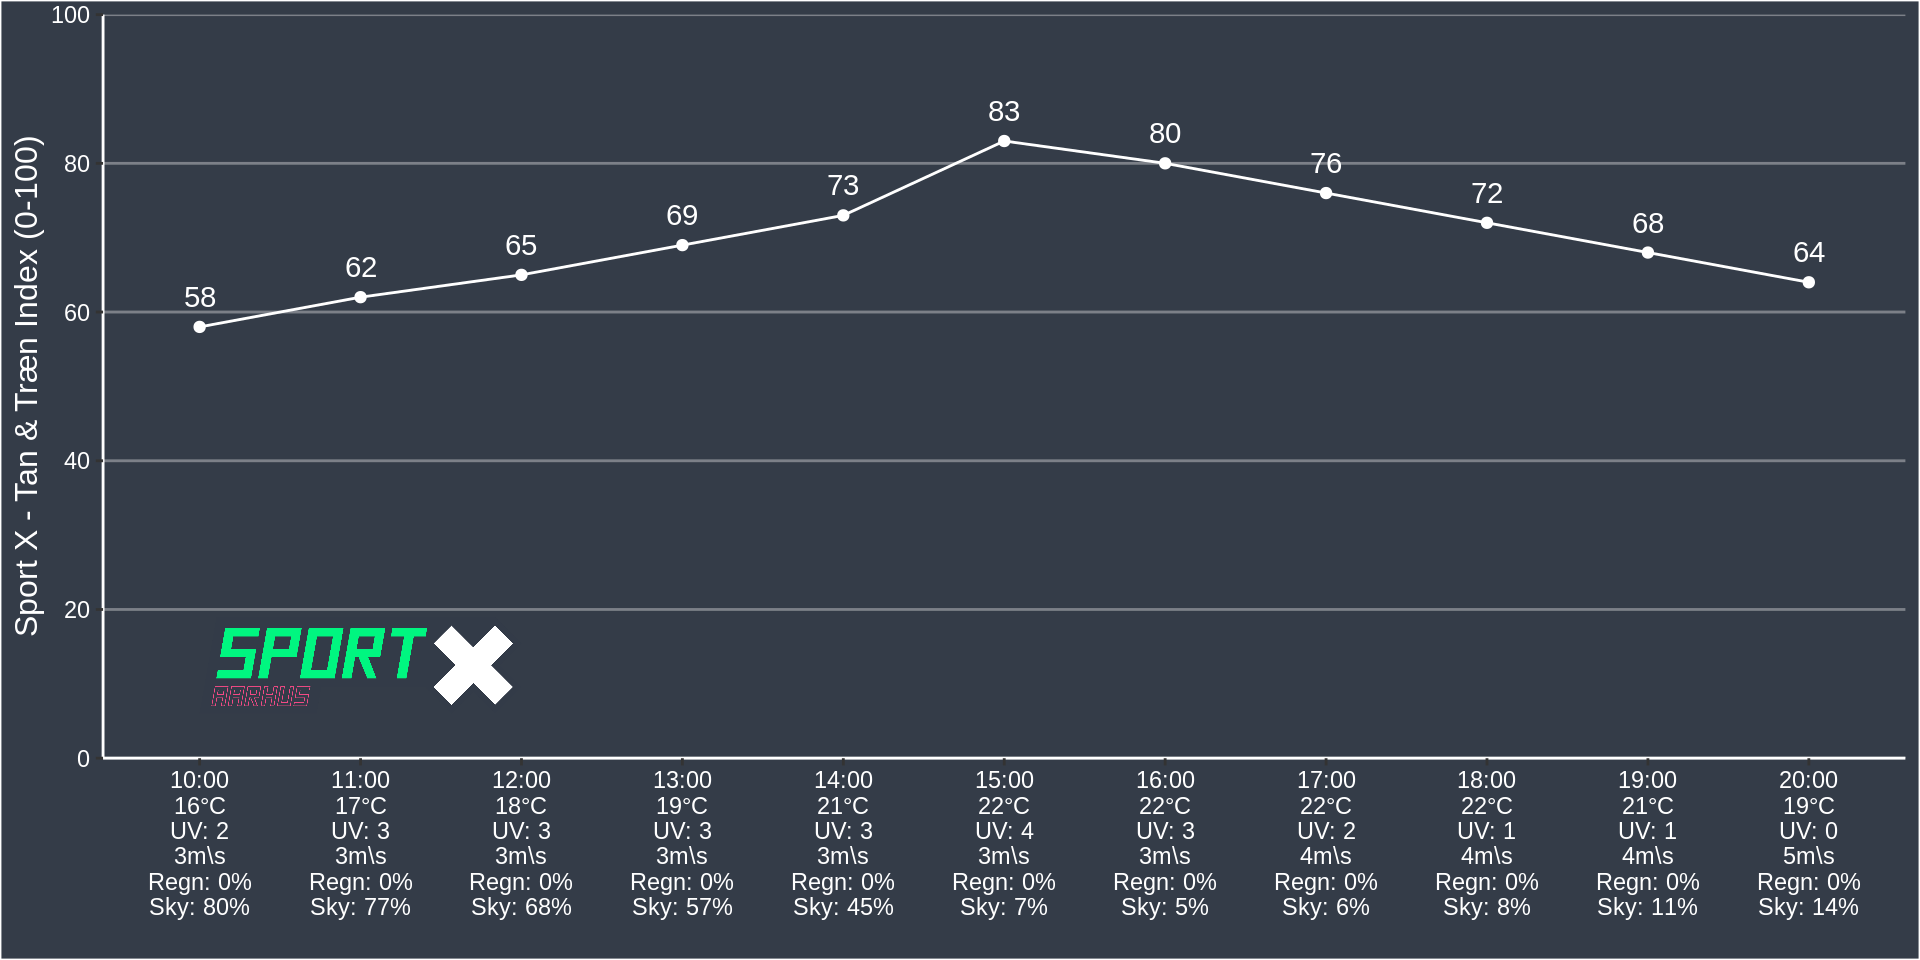 Sport X - Tan & Træn Index (0-100)
100
80
60
40
20
0
58
62
65
69
73
83
80
76
72
68
64
SPORT X
AARHUS
10:00 11:00 12:00 13:00 14:00 15:00 16:00 17:00 18:00 19:00 20:00
16°C 17°C 18°C 19°C 21°C 22°C 22°C 22°C 22°C 21°C 19°C
UV: 2 UV: 3 UV: 3 UV: 3 UV: 3 UV: 4 UV: 3 UV: 2 UV: 1 UV: 1 UV: 0
3m\s 3m\s 3m\s 3m\s 3m\s 3m\s 3m\s 4m\s 4m\s 4m\s 5m\s
Regn: 0% Regn: 0% Regn: 0% Regn: 0% Regn: 0% Regn: 0% Regn: 0% Regn: 0% Regn: 0% Regn: 0% Regn: 0%
Sky: 80% Sky: 77% Sky: 68% Sky: 57% Sky: 45% Sky: 7% Sky: 5% Sky: 6% Sky: 8% Sky: 11% Sky: 14%